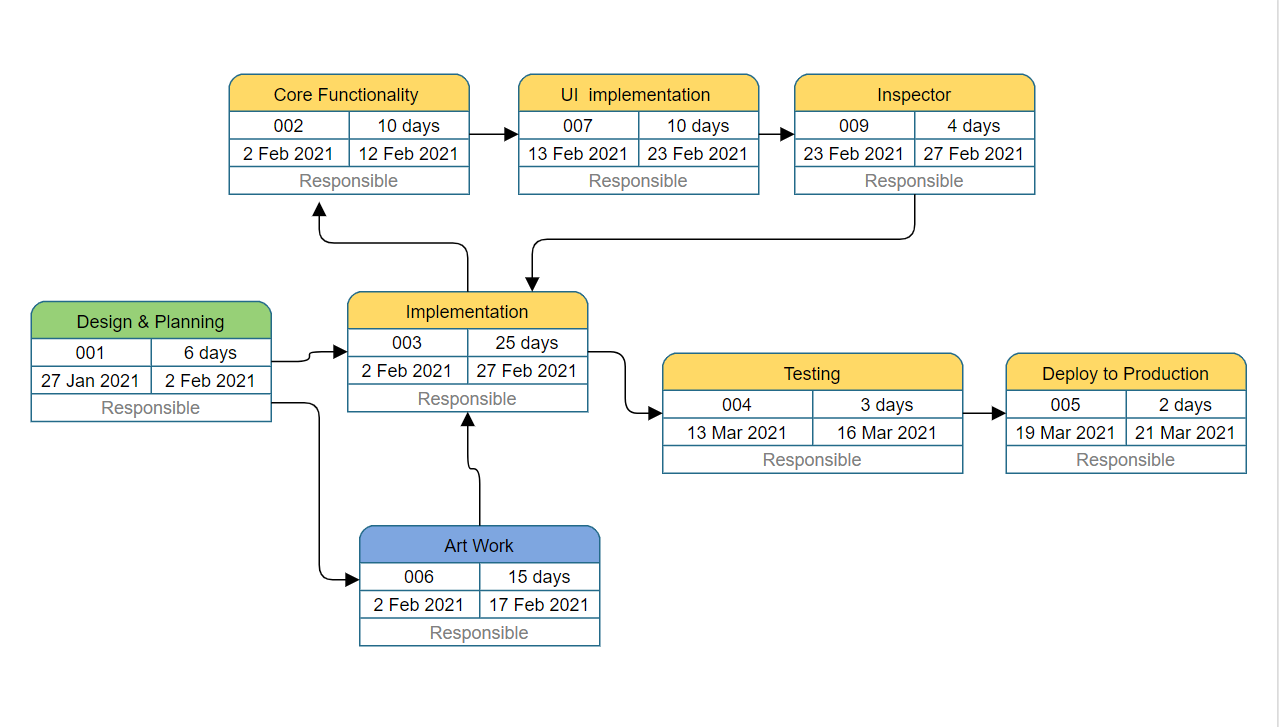 Core Functionality
002 10 days
2 Feb 2021 12 Feb 2021
Responsible
UI implementation
007 10 days
13 Feb 2021 23 Feb 2021
Responsible
Inspector
009 4 days
23 Feb 2021 27 Feb 2021
Responsible
Design & Planning
001 6 days
27 Jan 2021 2 Feb 2021
Responsible
Implementation
003 25 days
2 Feb 2021 27 Feb 2021
Responsible
Testing
004 3 days
13 Mar 2021 16 Mar 2021
Responsible
Deploy to Production
005 2 days
19 Mar 2021 21 Mar 2021
Responsible
Art Work
006 15 days
2 Feb 2021 17 Feb 2021
Responsible